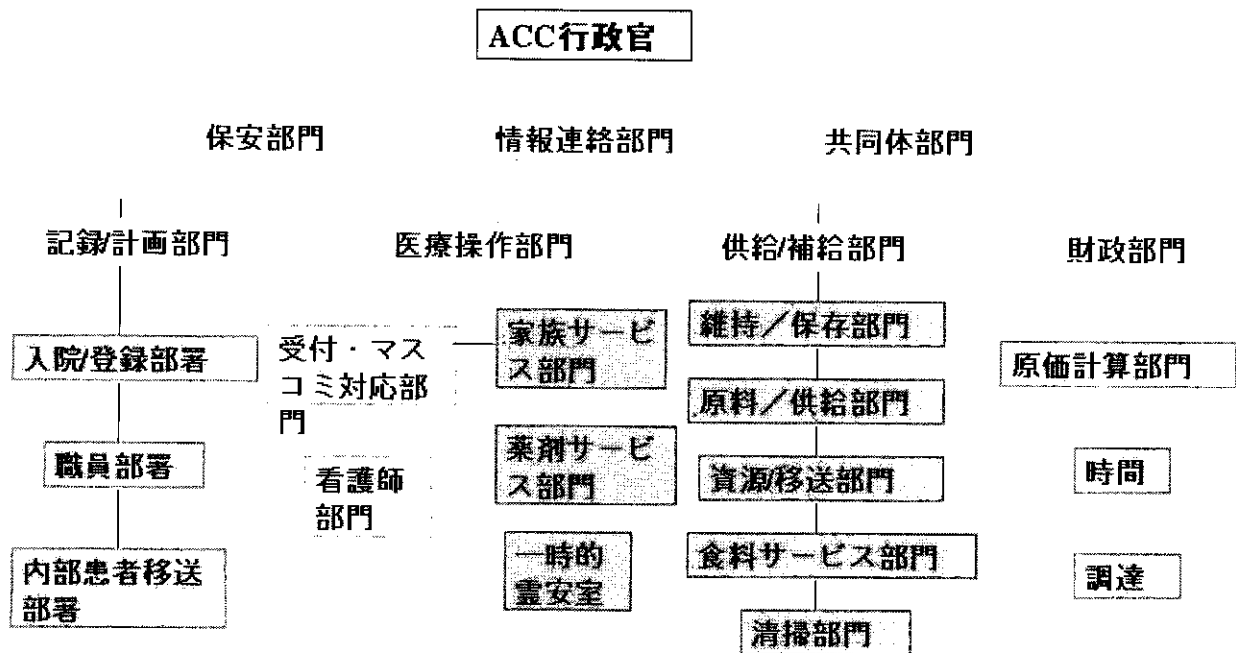 ACC行政官
保安部門
情報連絡部門
共同体部門
記録/計画部門
医療操作部門
供給/補給部門
財政部門
入院/登録部署
職員部署
内部患者移送
部署
受付・マス
コミ対応部
門
看護師
部門
家族サービ
ス部門
薬剤サービ
ス部門
一時的
霊安室
維持／保存部門
原料／供給部門
資源/移送部門
食料サービス部門
清掃部門
原価計算部門
時間
調達